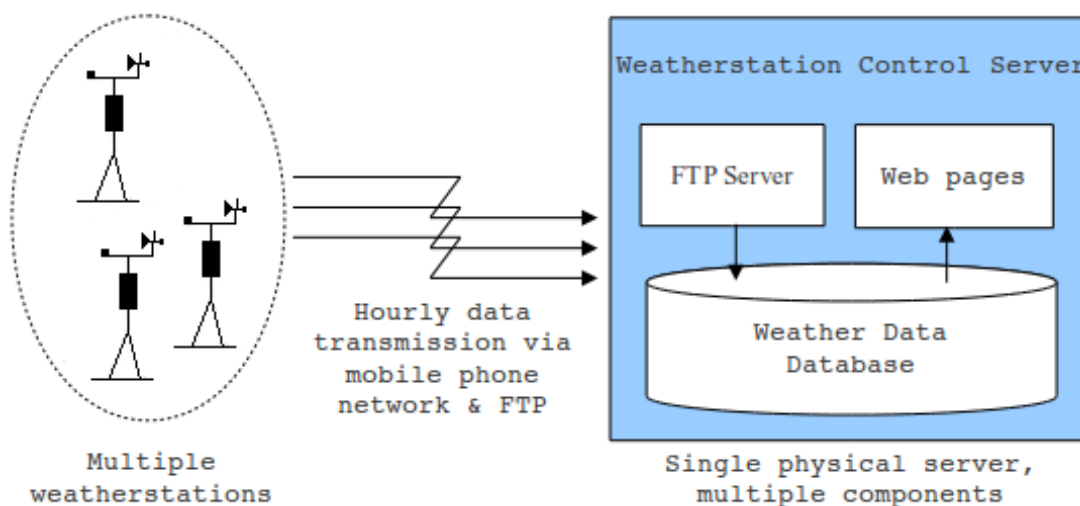 Weatherstation Control Server
FTP Server
Web pages
Hourly data
transmission via
mobile phone
network & FTP
Weather Data
Database
Multiple
weatherstations
Single physical server,
multiple components